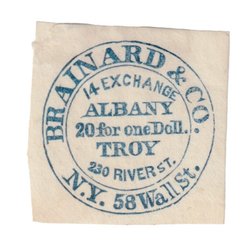 BRAINARD & CO.
14 EXCHANGE
ALBANY
20 for one Doll.
TROY
230 RIVER ST.
N.Y. 58 Wall St.